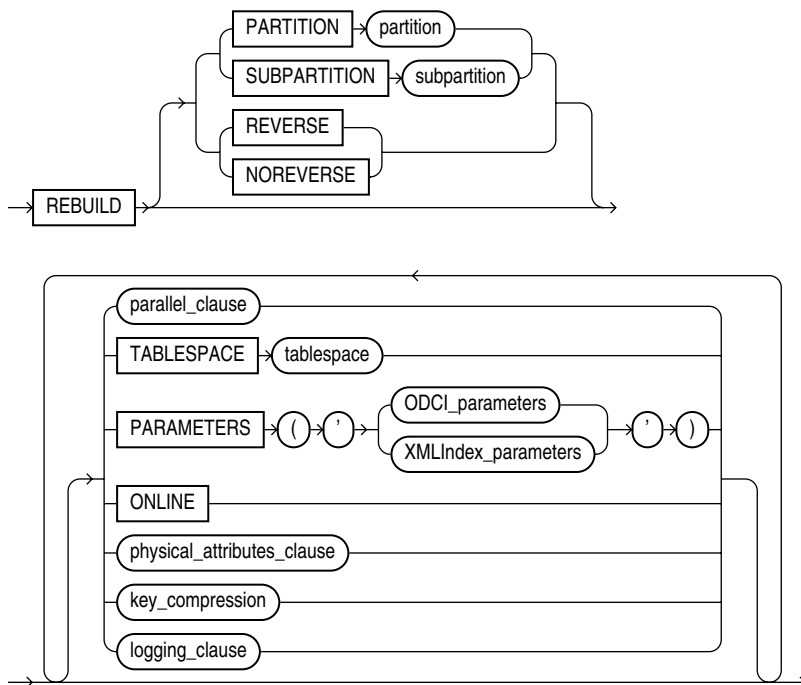 PARTITION partition
SUBPARTITION subpartition
REVERSE
NOREVERSE
REBUILD
parallel_clause
TABLESPACE tablespace
ODCI_parameters
PARAMETERS ( ' ' )
XMLIndex_parameters
ONLINE
physical_attributes_clause
key_compression
logging_clause